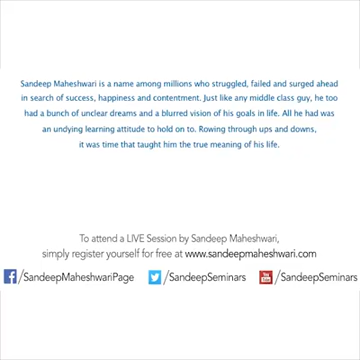 Sandeep Maheshwari is a name among millions who struggled, failed and surged ahead
in search of success, happiness and contentment. Just like any middle class guy, he too
had a bunch of unclear dreams and a blurred vision of his goals in life. All he had was
an undying learning attitude to hold on to. Rowing through ups and downs,
it was time that taught him the true meaning of his life.
To attend a LIVE Session by Sandeep Maheshwari,
simply register yourself for free at www.sandeepmaheshwari.com
f/SandeepMaheshwariPage /SandeepSeminars You Tube/SandeepSeminars